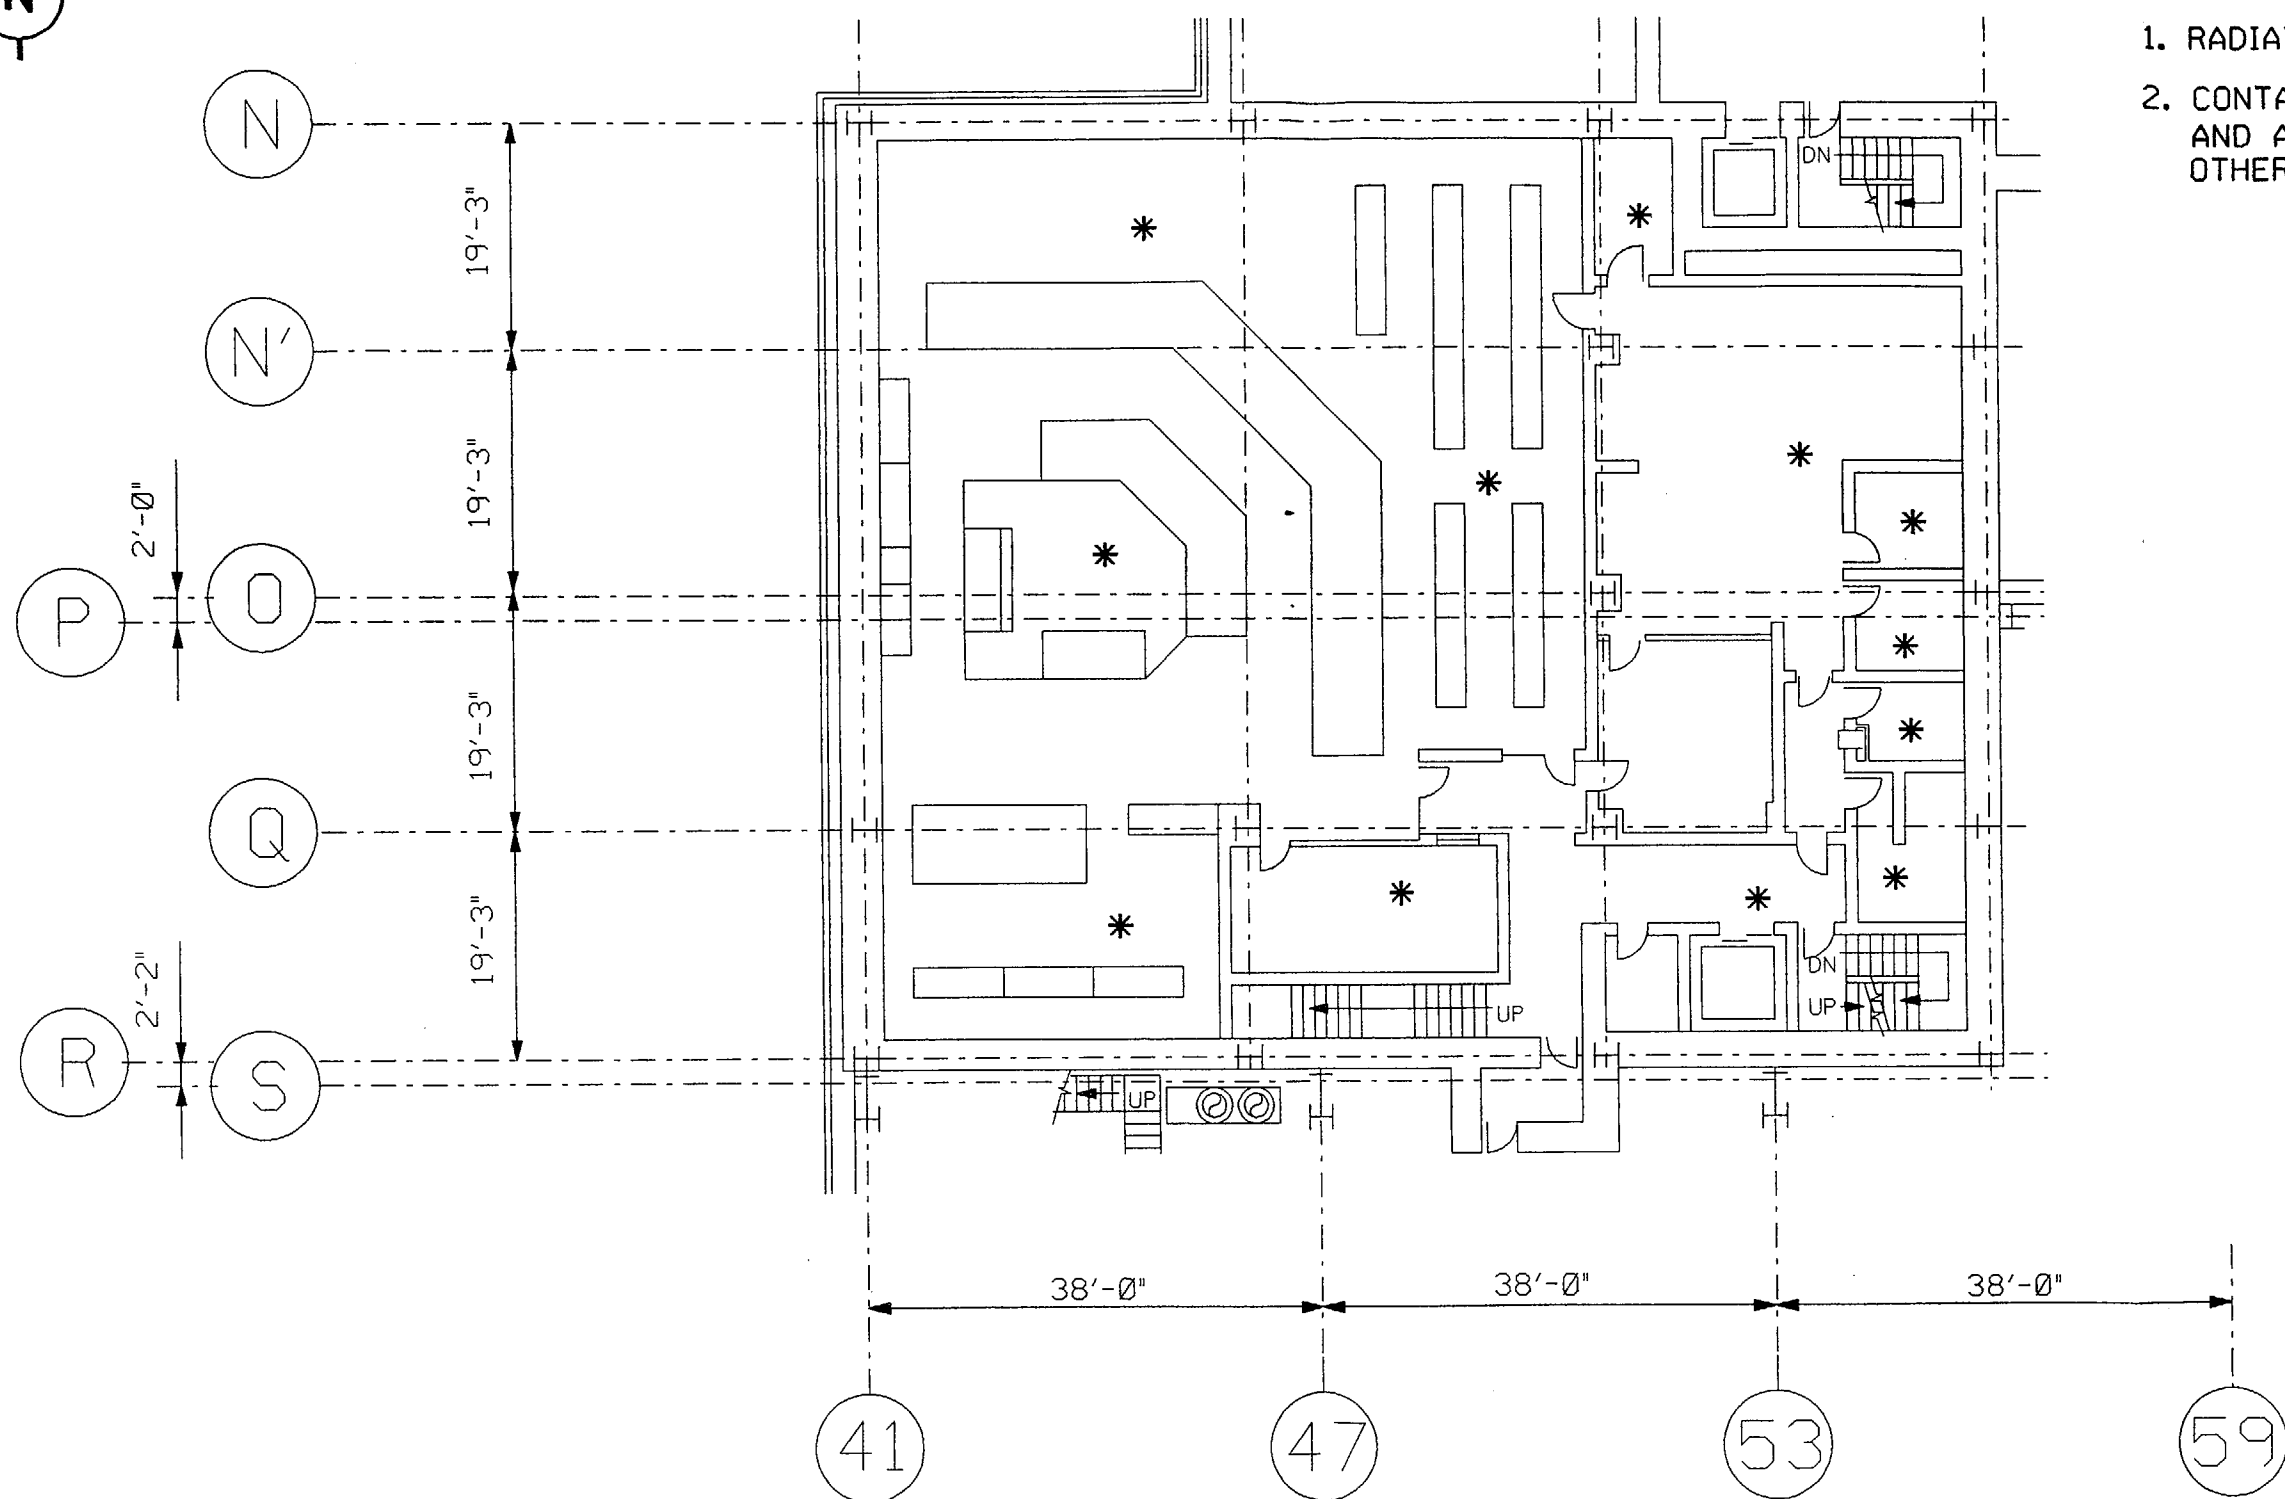 N
1. RADIA
2. CONTA
AND A
OTHER
N
19'-3"
DN
N'
19'-3"
2'-0"
O
P
19'-3"
Q
19'-3"
2'-2"
DN
UP
UP
R
S
UP
38'-0"
38'-0"
38'-0"
41
47
53
59